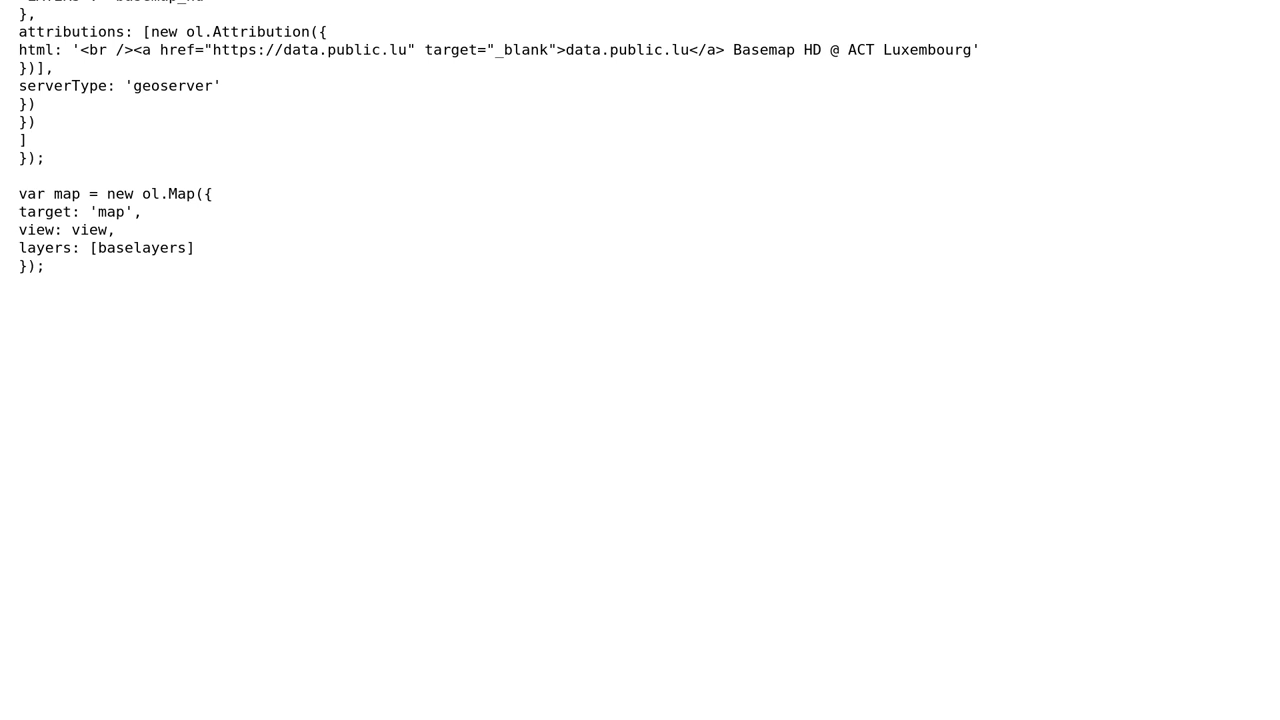 },
attributions: [new ol.Attribution({
html: '<br /><a href="https://data.public.lu" target="_blank">data.public.lu</a> Basemap HD @ ACT Luxembourg'
})],
serverType: 'geoserver'
})
})
]
});

var map = new ol.Map({
target: 'map',
view: view,
layers: [baselayers]
});